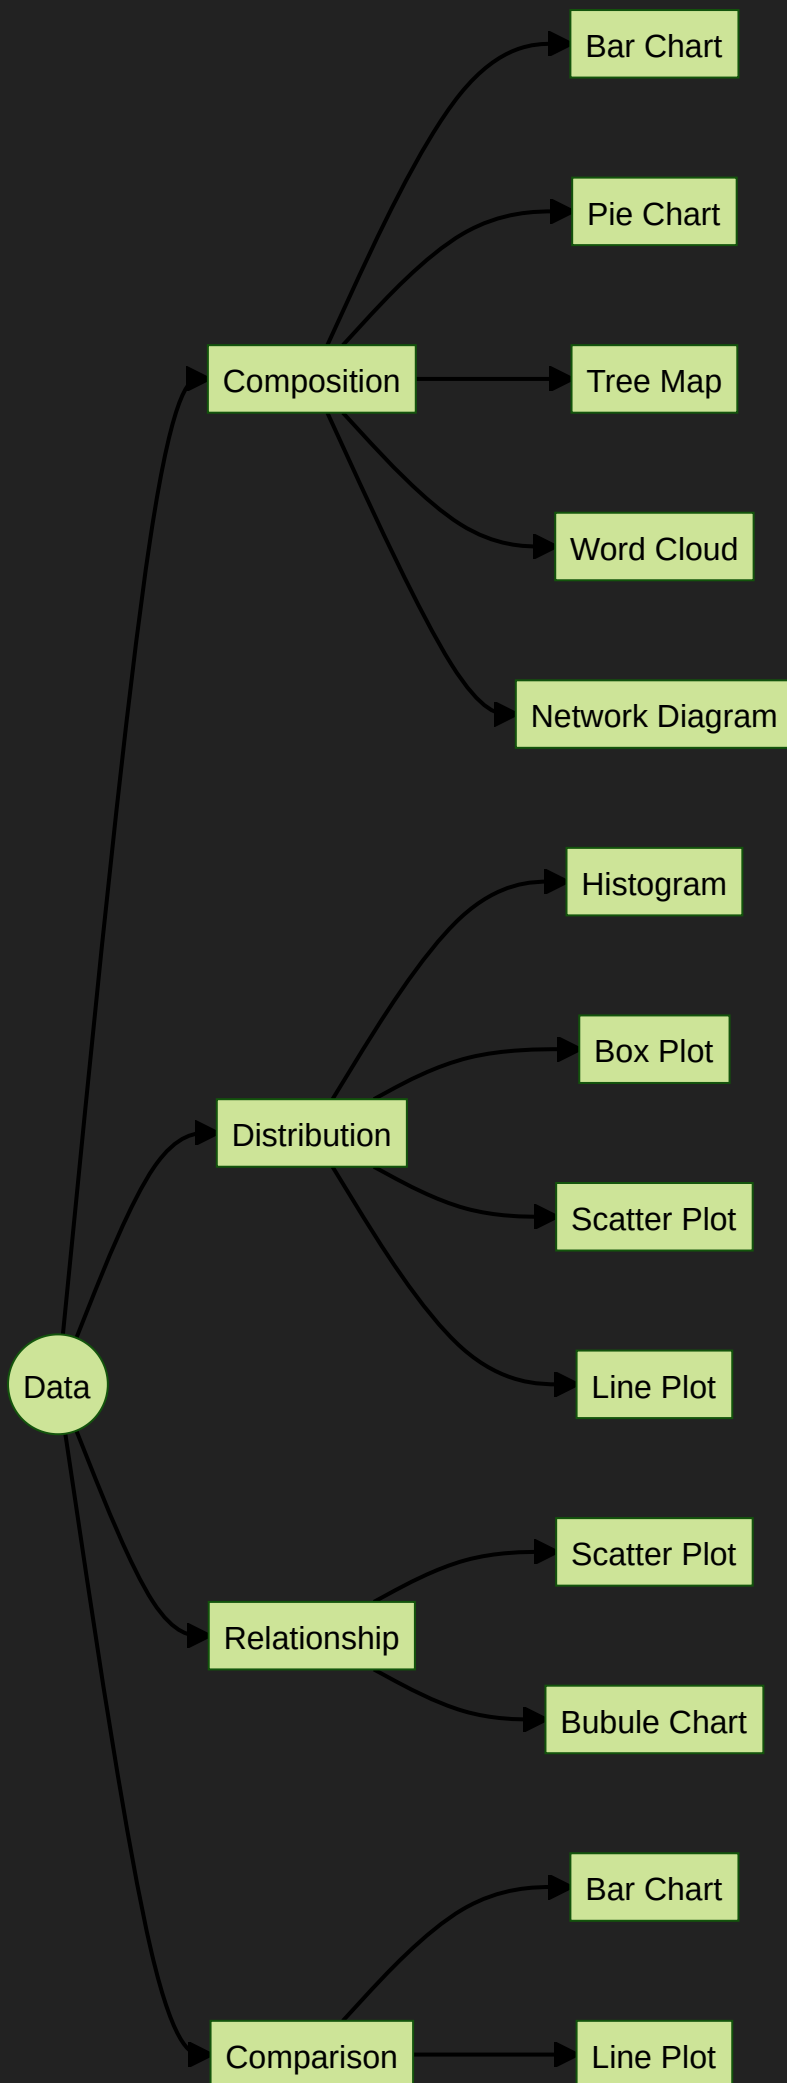 Bar Chart
Pie Chart
Composition
Tree Map
Word Cloud
Network Diagram
Histogram
Box Plot
Distribution
Scatter Plot
Line Plot
Data
Scatter Plot
Relationship
Bubule Chart
Bar Chart
Comparison
Line Plot